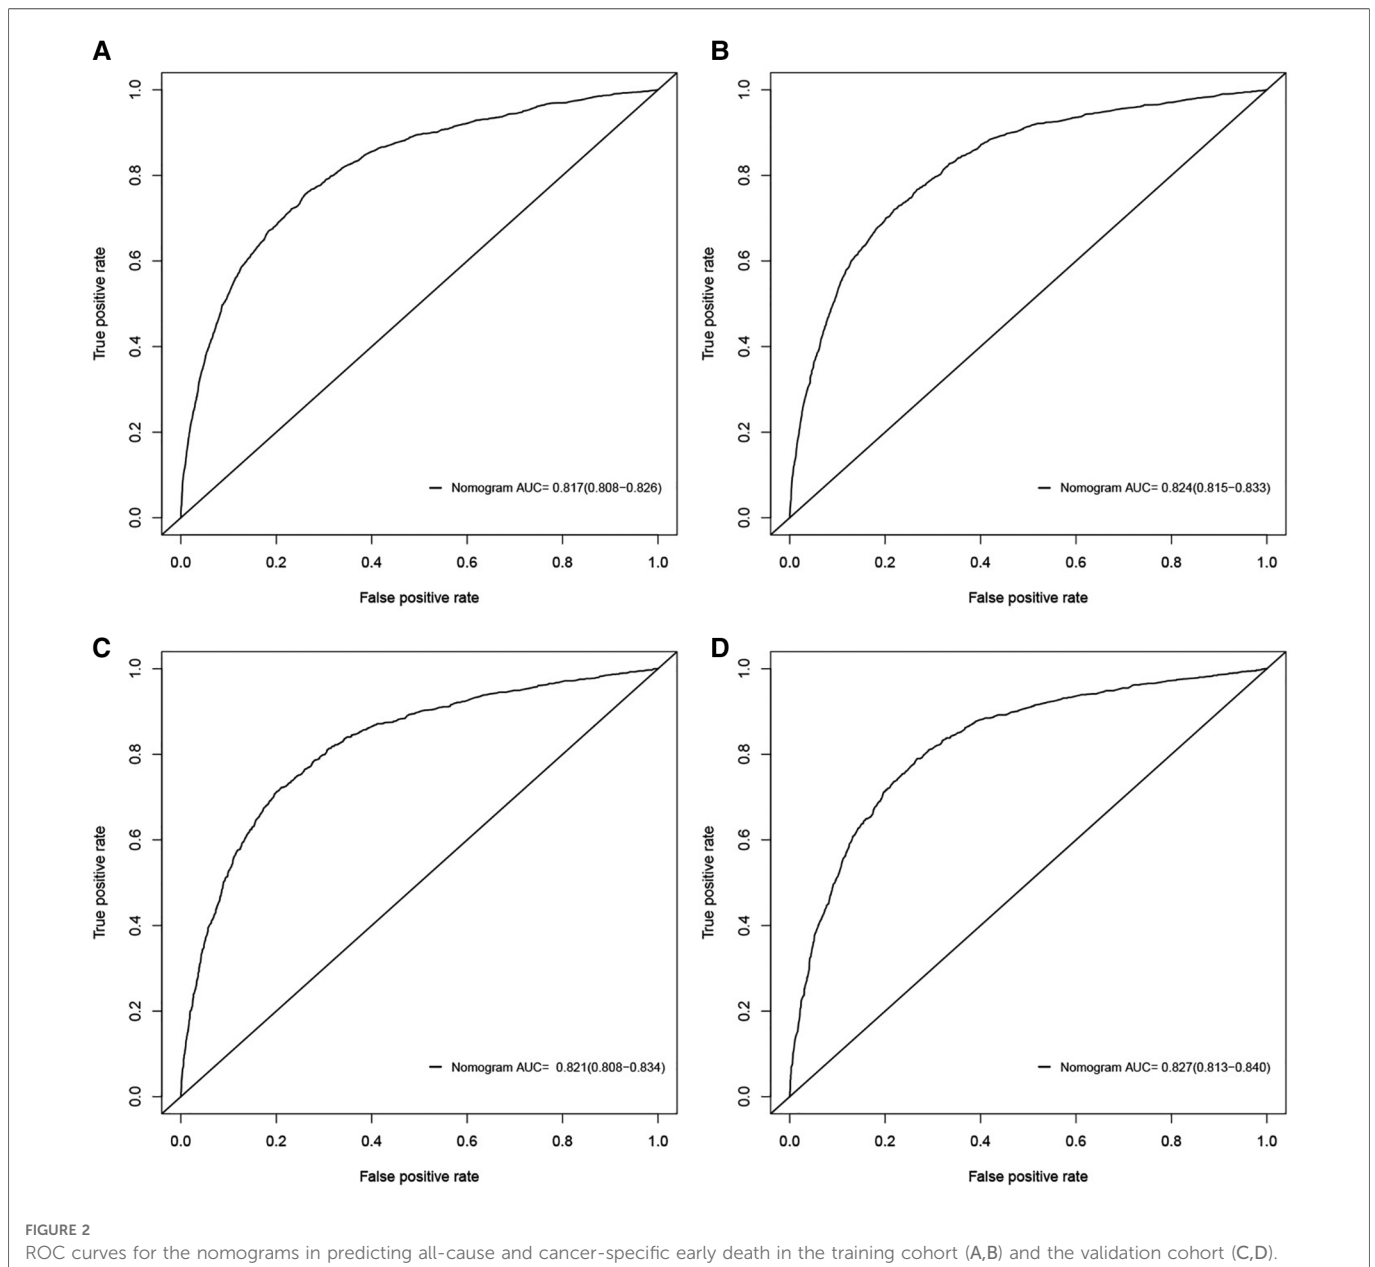 A
B
1.0
0.8
0.6
0.4
0.2
0.0
True positive rate
Nomogram AUC= 0.817(0.808−0.826)
0.0 0.2 0.4 0.6 0.8 1.0
False positive rate
1.0
0.8
0.6
0.4
0.2
0.0
True positive rate
Nomogram AUC= 0.824(0.815−0.833)
0.0 0.2 0.4 0.6 0.8 1.0
False positive rate
C
D
1.0
0.8
0.6
0.4
0.2
0.0
True positive rate
Nomogram AUC= 0.821(0.808−0.834)
0.0 0.2 0.4 0.6 0.8 1.0
False positive rate
1.0
0.8
0.6
0.4
0.2
0.0
True positive rate
Nomogram AUC= 0.827(0.813−0.840)
0.0 0.2 0.4 0.6 0.8 1.0
False positive rate
FIGURE 2
ROC curves for the nomograms in predicting all-cause and cancer-specific early death in the training cohort (A,B) and the validation cohort (C,D).